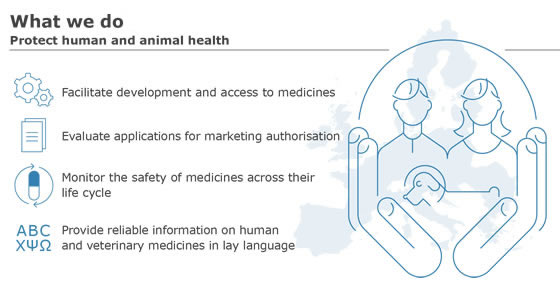 What we do
Protect human and animal health
Facilitate development and access to medicines
Evaluate applications for marketing authorisation
Monitor the safety of medicines across their
life cycle
ABC
ΧΨΩ
Provide reliable information on human
and veterinary medicines in lay language